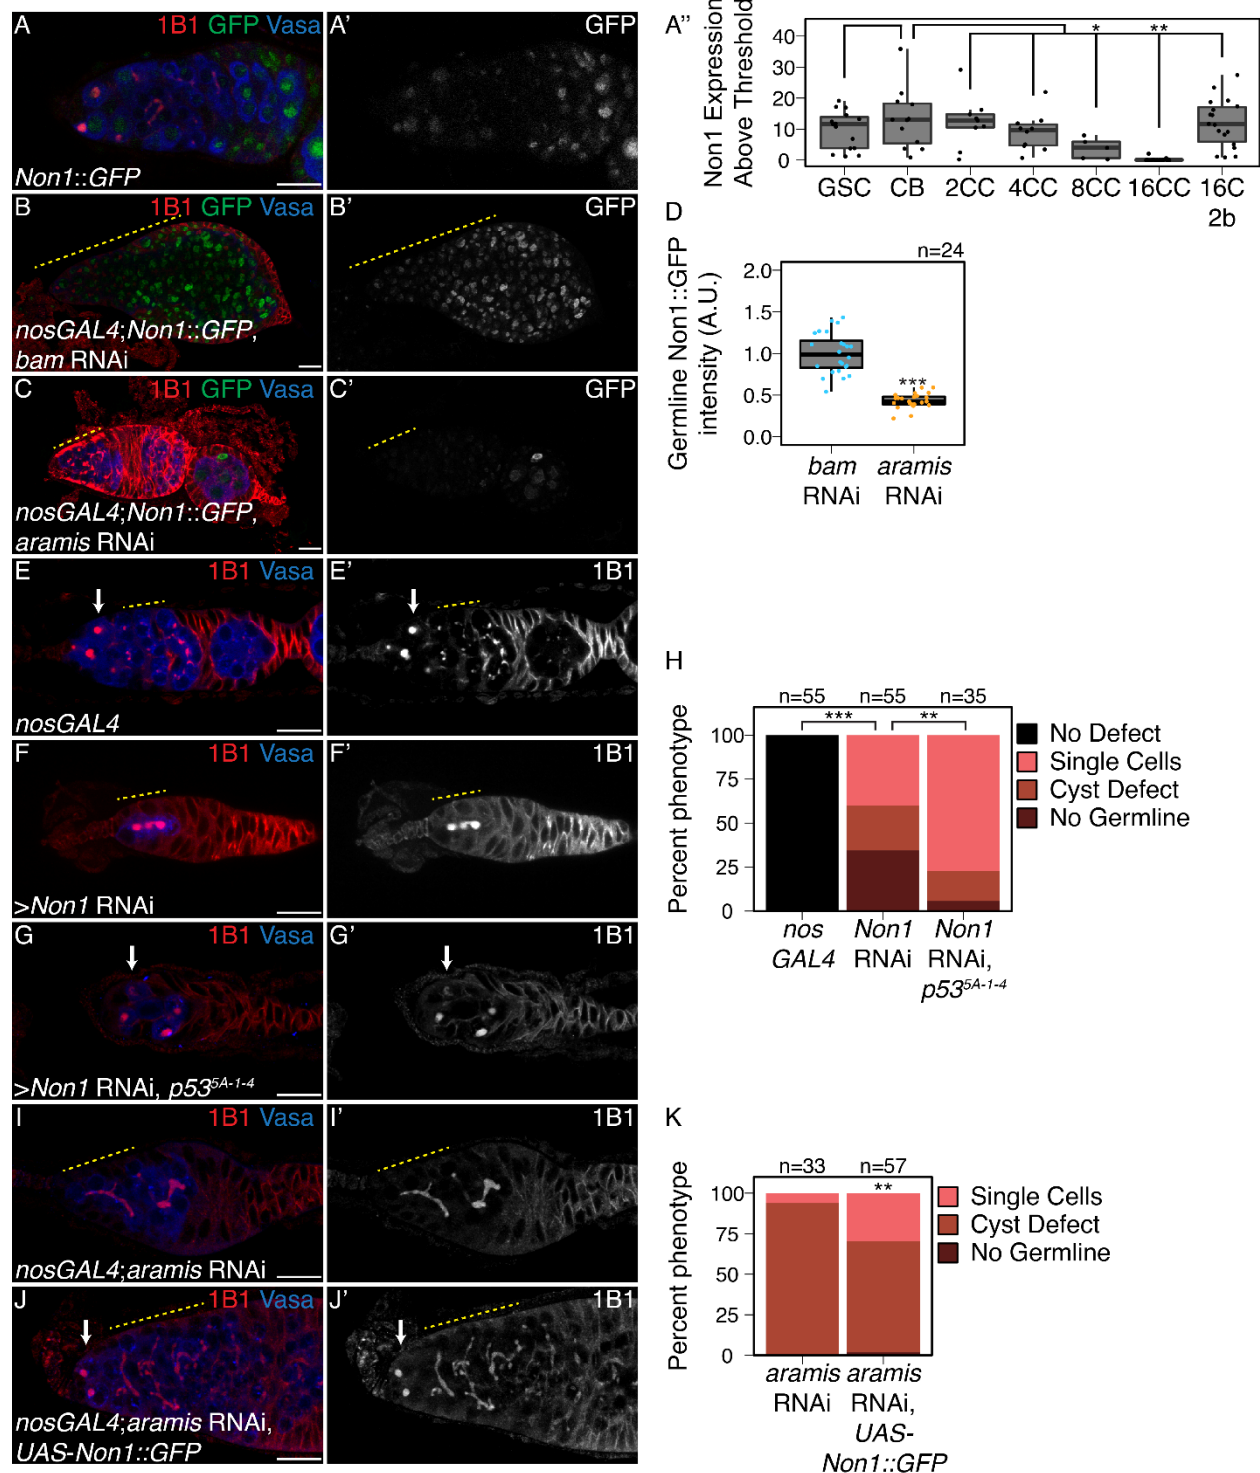 A 1B1 GFP Vasa
Non1::GFP
A' GFP
A''
Non1 Expression
Above Threshold
40
30
20
10
0
* **
GSC CB 2CC 4CC 8CC 16CC 16C
2b
B 1B1 GFP Vasa
nosGAL4;Non1::GFP,
bam RNAi
B' GFP
C 1B1 GFP Vasa
nosGAL4;Non1::GFP,
aramis RNAi
C' GFP
D
n=24
Germline Non1::GFP
intensity (A.U.)
2.0
1.5
1.0
0.5
0.0
***
bam
RNAi
aramis
RNAi
E 1B1 Vasa
nosGAL4
E' 1B1
F 1B1 Vasa
>Non1 RNAi
F' 1B1
G 1B1 Vasa
>Non1 RNAi, p53⁵ᴬ⁻¹⁻⁴
G' 1B1
H
n=55 n=55 n=35
*** **
Percent phenotype
100
75
50
25
0
nos
GAL4
Non1
RNAi
Non1
RNAi,
p53⁵ᴬ⁻¹⁻⁴
No Defect
Single Cells
Cyst Defect
No Germline
I 1B1 Vasa
nosGAL4;aramis RNAi
I' 1B1
J 1B1 Vasa
nosGAL4;aramis RNAi,
UAS-Non1::GFP
J' 1B1
K
n=33 n=57
**
Percent phenotype
100
75
50
25
0
aramis
RNAi
aramis
RNAi,
UAS-
Non1::GFP
Single Cells
Cyst Defect
No Germline